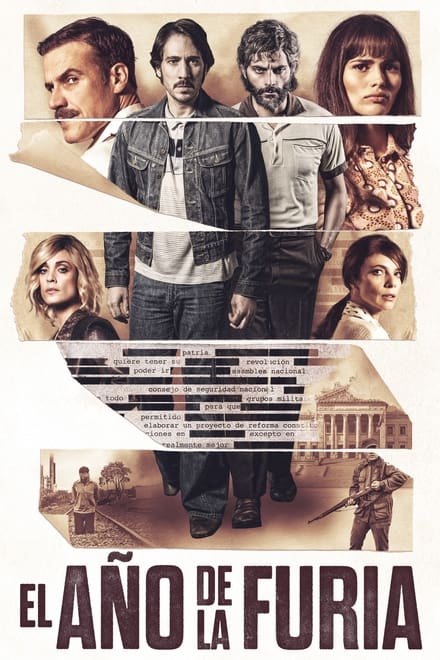 patria
quiere tener su revolución
poder ir asamblea nacional
consejo de seguridad nacional
todo grupos milita
para que
permitido
elaborar un proyecto de reforma constitu
ciones en excepto en
realmente mejor
EL AÑO DE LA FURIA